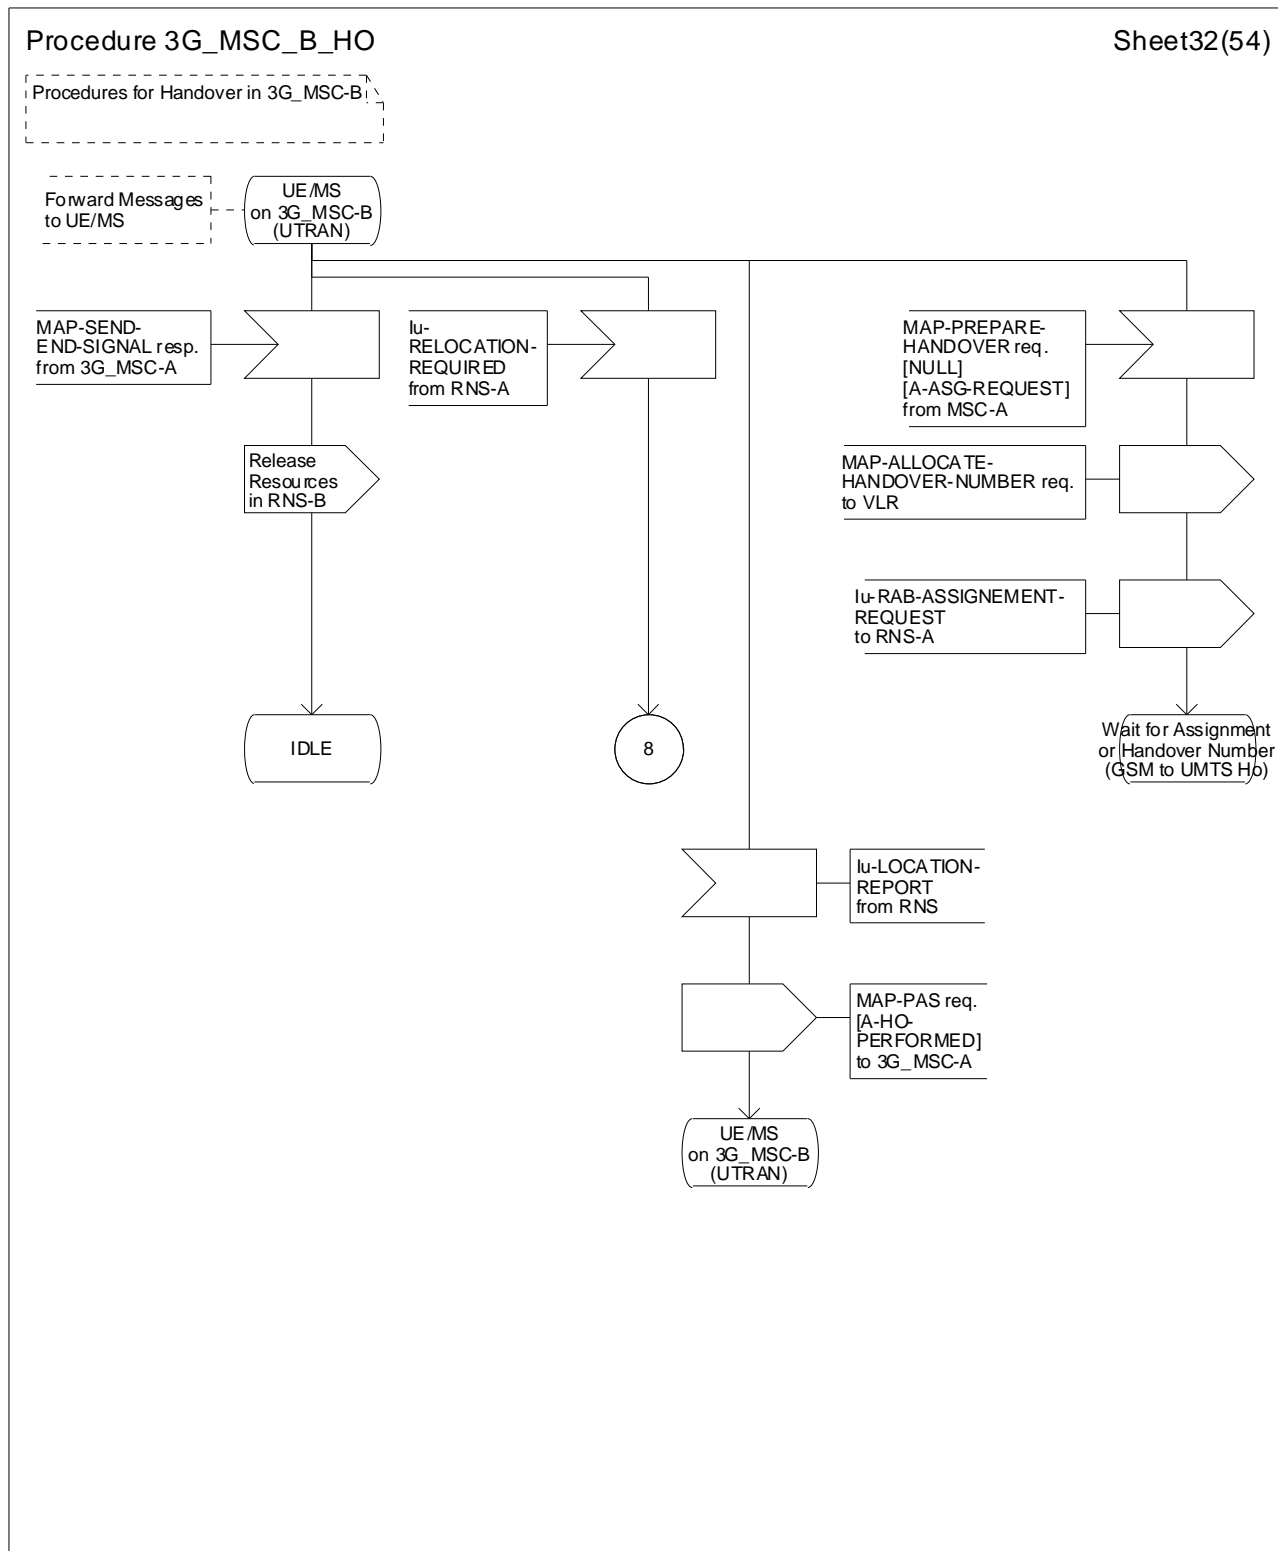 Procedure 3G_MSC_B_HO
Sheet32(54)
Procedures for Handover in 3G_MSC-B
Forward Messages
to UE/MS
UE/MS
on 3G_MSC-B
(UTRAN)
MAP-SEND-
END-SIGNAL resp.
from 3G_MSC-A
Iu-
RELOCATION-
REQUIRED
from RNS-A
MAP-PREPARE-
HANDOVER req.
[NULL]
[A-ASG-REQUEST]
from MSC-A
Release
Resources
in RNS-B
MAP-ALLOCATE-
HANDOVER-NUMBER req.
to VLR
Iu-RAB-ASSIGNEMENT-
REQUEST
to RNS-A
IDLE
8
Wait for Assignment
or Handover Number
(GSM to UMTS Ho)
Iu-LOCATION-
REPORT
from RNS
MAP-PAS req.
[A-HO-
PERFORMED]
to 3G_MSC-A
UE/MS
on 3G_MSC-B
(UTRAN)